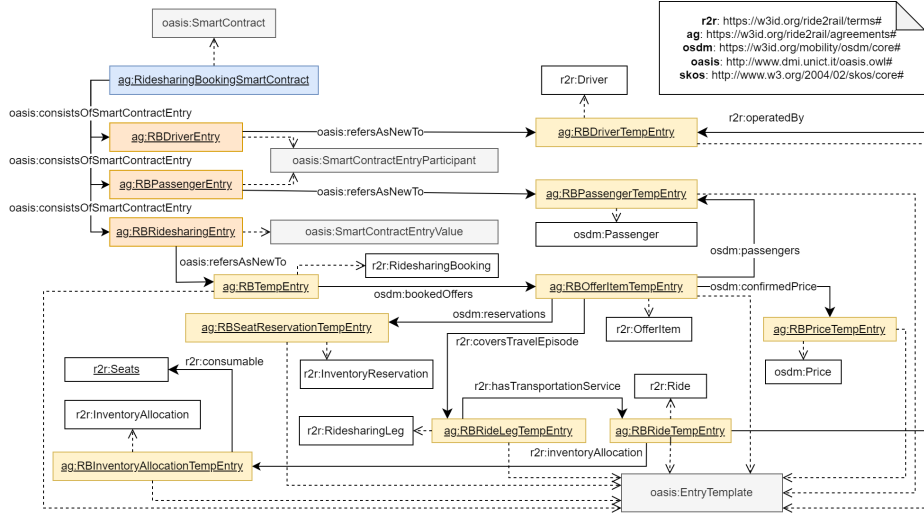 oasis:SmartContract
r2r: https://w3id.org/ride2rail/terms#
ag: https://w3id.org/ride2rail/agreements#
osdm: https://w3id.org/mobility/osdm/core#
oasis: http://www.dmi.unict.it/oasis.owl#
skos: http://www.w3.org/2004/02/skos/core#
ag:RidesharingBookingSmartContract
r2r:Driver
oasis:consistsOfSmartContractEntry
ag:RBDriverEntry
oasis:refersAsNewTo
ag:RBDriverTempEntry
r2r:operatedBy
oasis:consistsOfSmartContractEntry
oasis:SmartContractEntryParticipant
ag:RBPassengerEntry
oasis:refersAsNewTo
ag:RBPassengerTempEntry
oasis:consistsOfSmartContractEntry
ag:RBRidesharingEntry
oasis:SmartContractEntryValue
osdm:Passenger
osdm:passengers
oasis:refersAsNewTo
r2r:RidesharingBooking
ag:RBTempEntry
osdm:bookedOffers
ag:RBOfferItemTempEntry
osdm:confirmedPrice
osdm:reservations
ag:RBSeatReservationTempEntry
r2r:OfferItem
ag:RBPriceTempEntry
r2r:coversTravelEpisode
r2r:consumable
r2r:Seats
r2r:InventoryReservation
osdm:Price
r2r:hasTransportationService
r2r:Ride
r2r:InventoryAllocation
r2r:RidesharingLeg
ag:RBRideLegTempEntry
ag:RBRideTempEntry
r2r:inventoryAllocation
ag:RBInventoryAllocationTempEntry
oasis:EntryTemplate